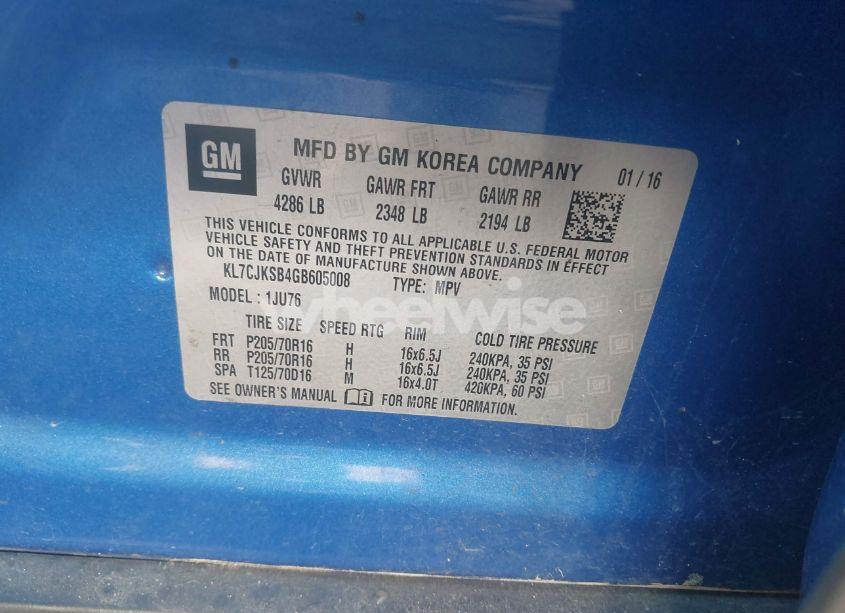 GM
MFD BY GM KOREA COMPANY 01 / 16
GVWR GAWR FRT GAWR RR
4286 LB 2348 LB 2194 LB
THIS VEHICLE CONFORMS TO ALL APPLICABLE U.S. FEDERAL MOTOR
VEHICLE SAFETY AND THEFT PREVENTION STANDARDS IN EFFECT
ON THE DATE OF MANUFACTURE SHOWN ABOVE.
KL7CJKSB4GB605008 TYPE: MPV
MODEL : 1JU76
wheelwise
TIRE SIZE SPEED RTG RIM COLD TIRE PRESSURE
FRT P205/70R16 H 16x6.5J 240KPA, 35 PSI
RR P205/70R16 H 16x6.5J 240KPA, 35 PSI
SPA T125/70D16 M 16x4.0T 420KPA, 60 PSI
SEE OWNER'S MANUAL FOR MORE INFORMATION.